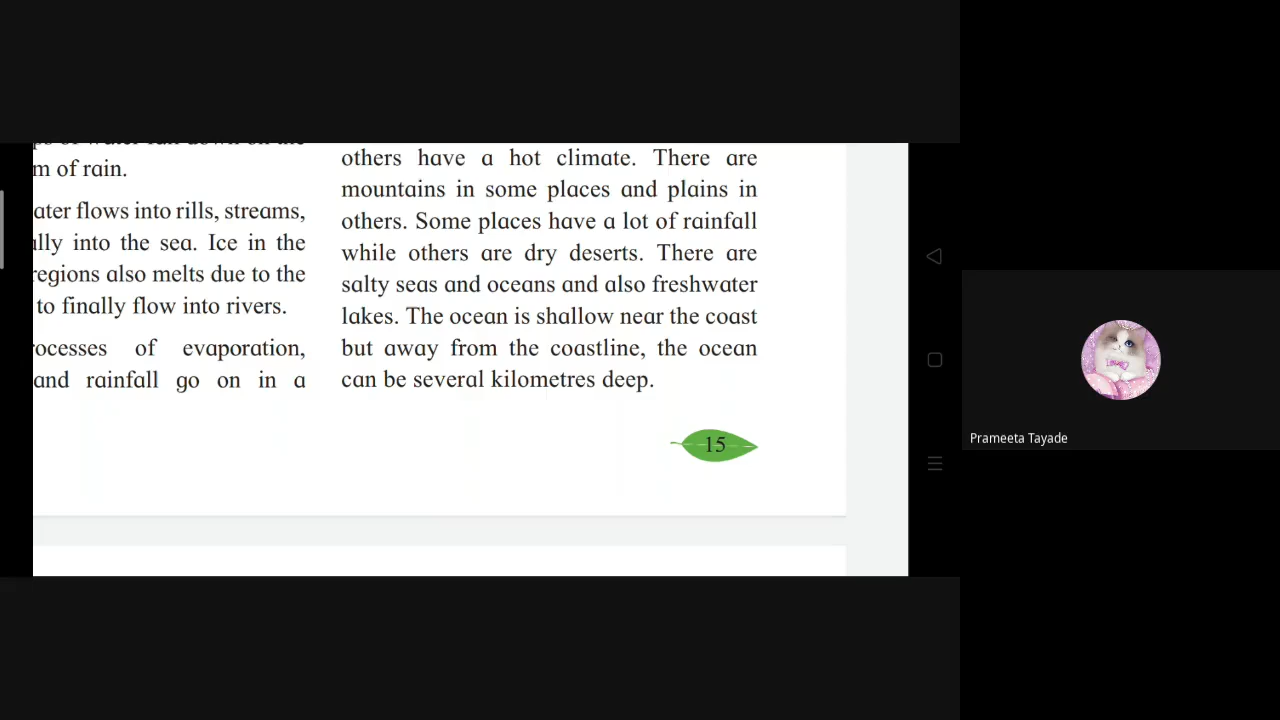 m of rain.
ater flows into rills, streams,
ally into the sea. Ice in the
regions also melts due to the
to finally flow into rivers.
rocesses of evaporation,
and rainfall go on in a
others have a hot climate. There are
mountains in some places and plains in
others. Some places have a lot of rainfall
while others are dry deserts. There are
salty seas and oceans and also freshwater
lakes. The ocean is shallow near the coast
but away from the coastline, the ocean
can be several kilometres deep.
15
Prameeta Tayade